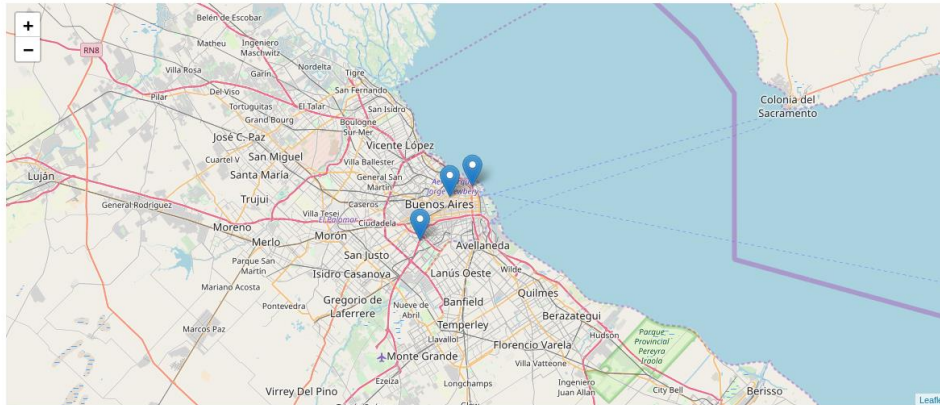 +
−
RN8
Belén de Escobar
Matheu
Ingeniero
Maschwitz
Nordelta
Garín
Tigre
Villa Rosa
San Fernando
Pilar
Del Viso
El Talar
Tortuguitas
San Isidro
Grand Bourg
Boulogne
Sur-Mer
José C. Paz
Vicente López
Cuartel V
San Miguel
Villa Ballester
Luján
Santa María
General San
Martín
Trujui
Caseros
Buenos Aires
General Rodríguez
Villa Tesei
El Palomar
Ciudadela
Moreno
Merlo
Morón
Avellaneda
Parque San
Martín
San Justo
Isidro Casanova
Lanús Oeste
Wilde
Mariano Acosta
Quilmes
Pontevedra
Gregorio de
Laferrere
Nueve de
Abril
Banfield
Berazategui
Marcos Paz
Temperley
Llavallol
Hudson
Parque
Provincial
Pereyra
Iraola
Florencio Varela
Monte Grande
Villa Vatteone
Ezeiza
Longchamps
Ingeniero
Juan Allan
City Bell
Berisso
Virrey Del Pino
Colonia del
Sacramento